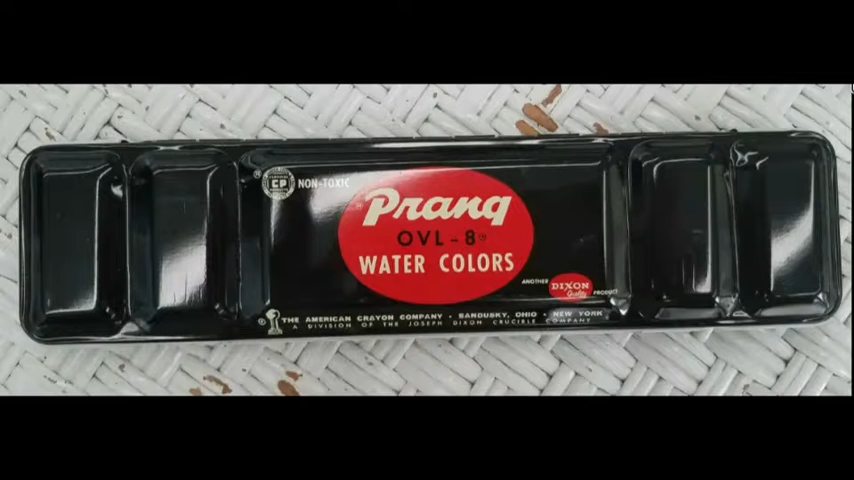 CP
NON-TOXIC
Prang
OVL-8
WATER COLORS
ANOTHER
DIXON
Quality
PRODUCT
THE AMERICAN CRAYON COMPANY • SANDUSKY, OHIO • NEW YORK
A DIVISION OF THE JOSEPH DIXON CRUCIBLE COMPANY